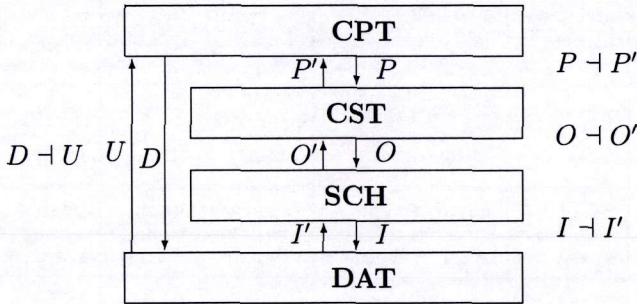 CPT
P' P P ⊣ P'
CST
D ⊣ U U D O' O O ⊣ O'
SCH
I' I I ⊣ I'
DAT